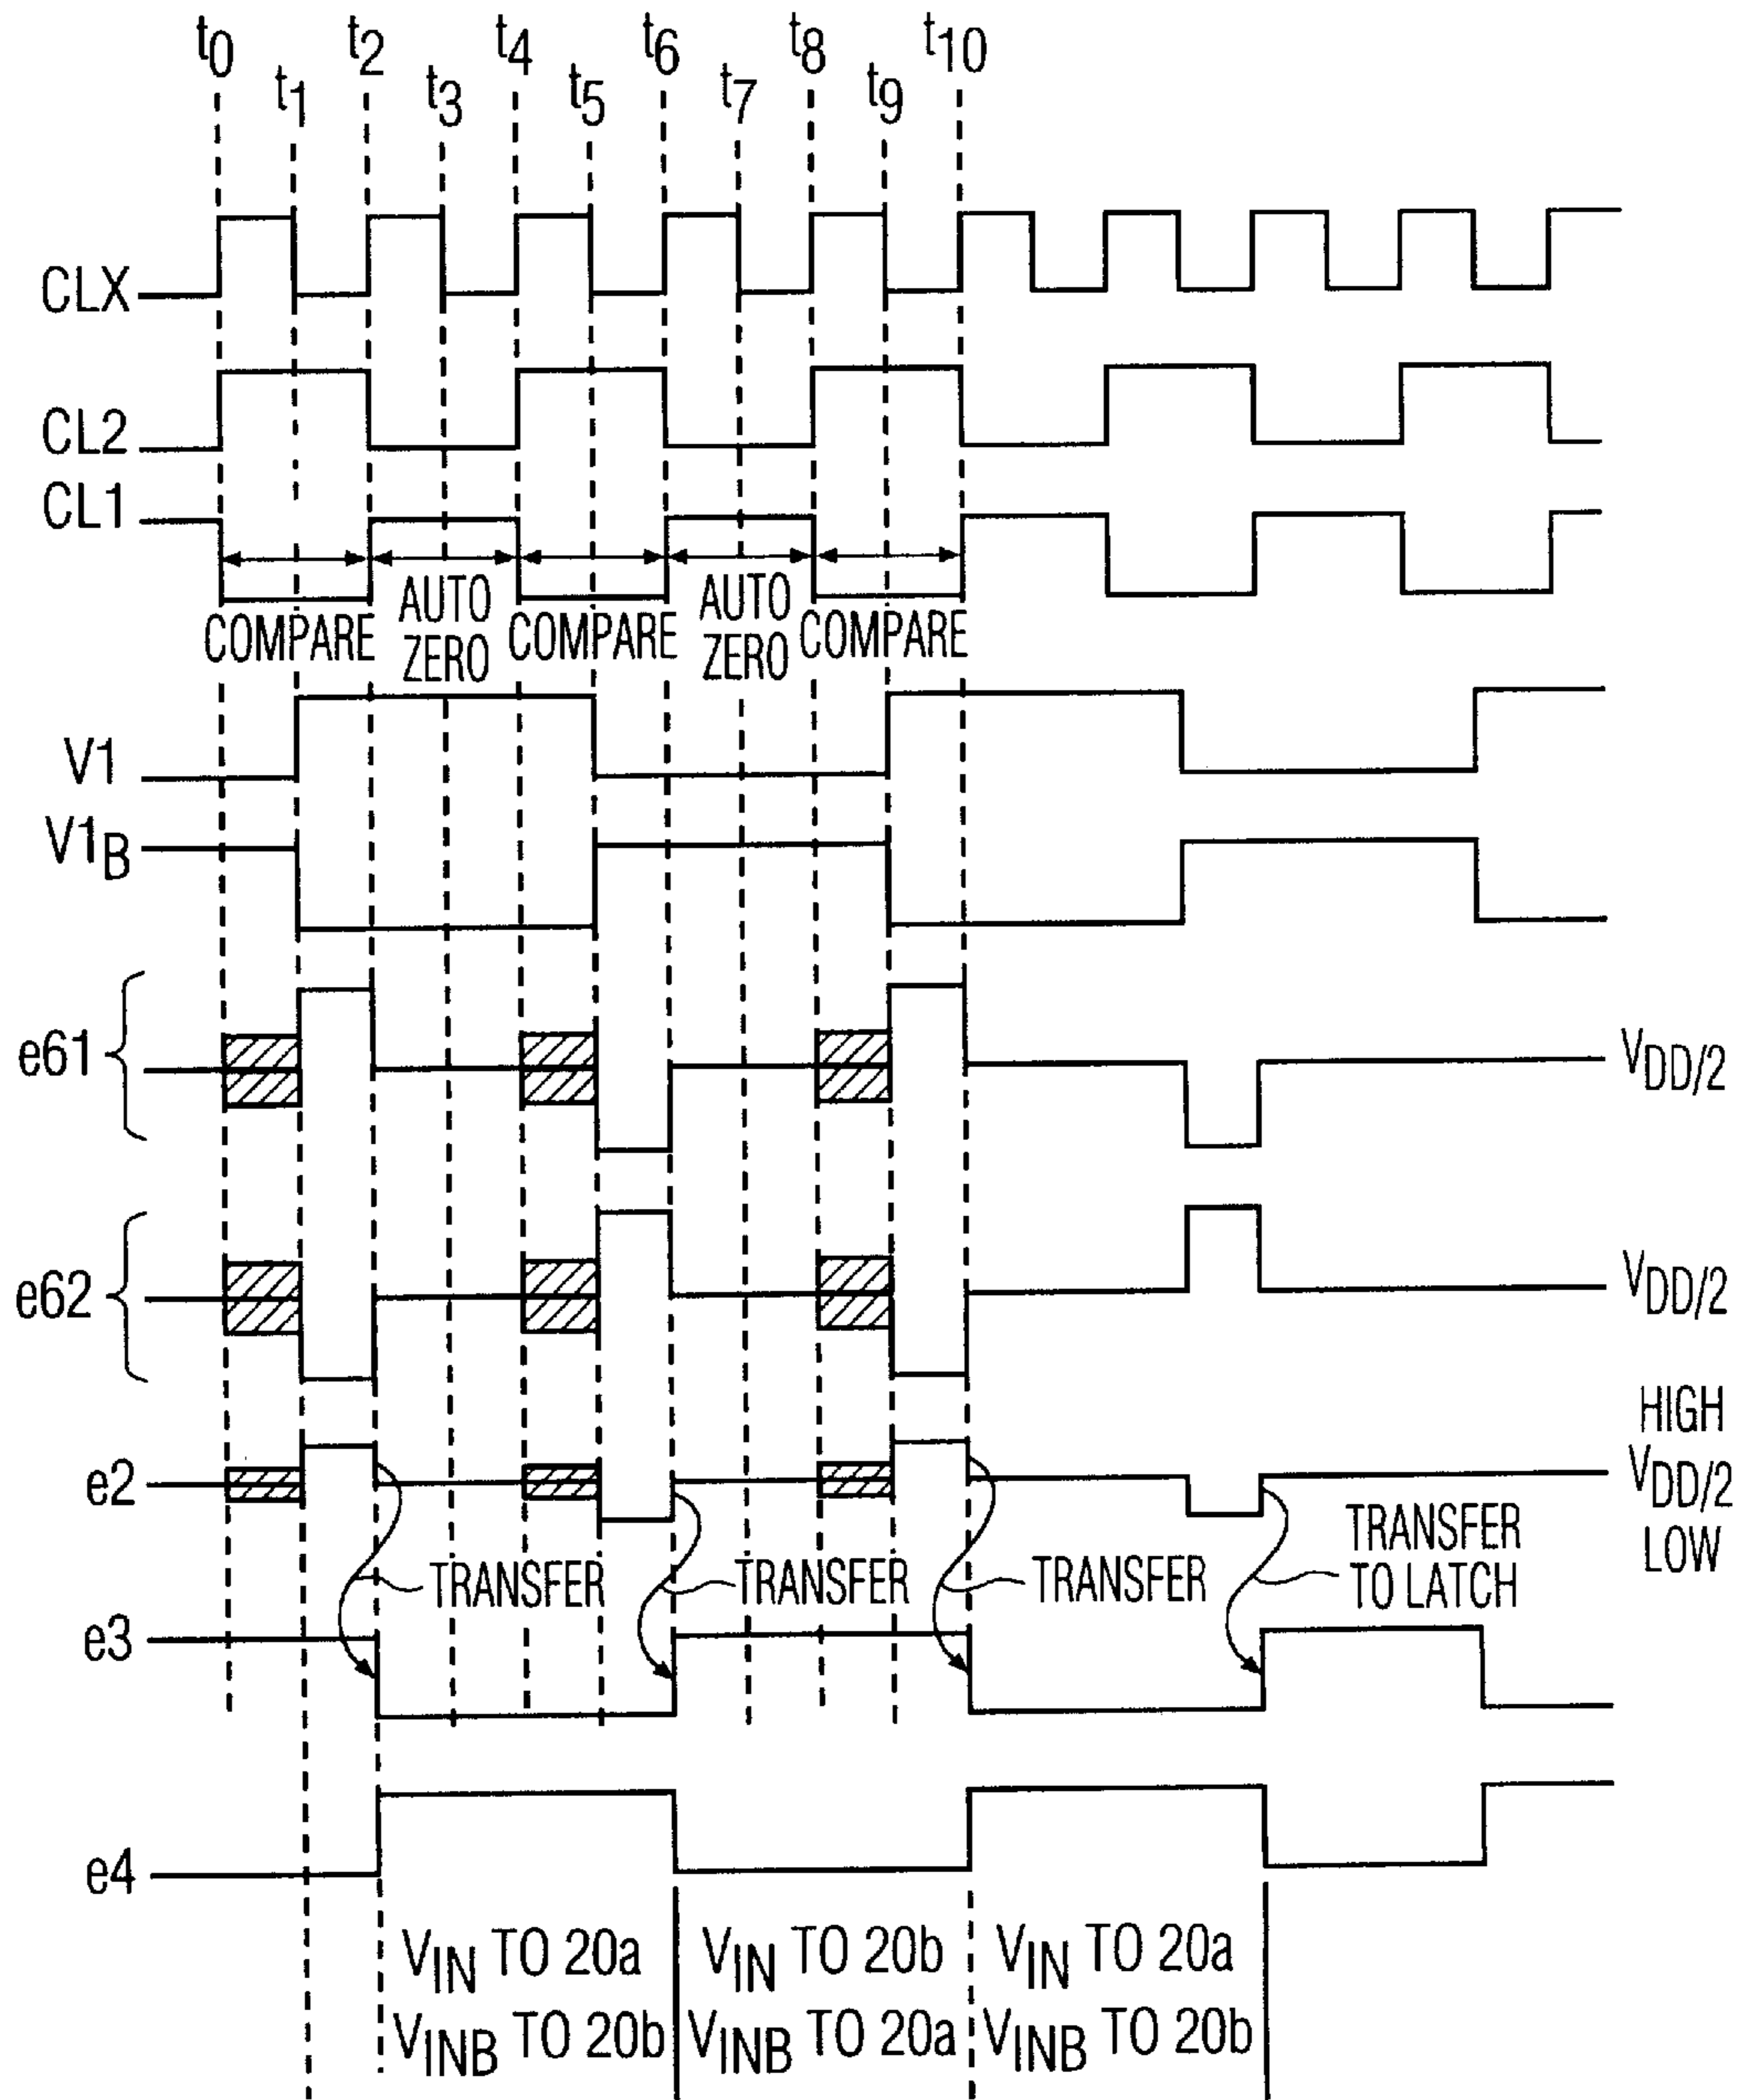 t0 t2 t4 t6 t8 t10
t1 t3 t5 t7 t9
CLX
CL2
CL1
COMPARE AUTO ZERO COMPARE AUTO ZERO COMPARE
V1
V1B
e61 VDD/2
e62 VDD/2
HIGH
e2 VDD/2
LOW
TRANSFER TRANSFER TRANSFER TRANSFER
TO LATCH
e3
e4
VIN TO 20a VIN TO 20b VIN TO 20a
VINB TO 20b VINB TO 20a VINB TO 20b